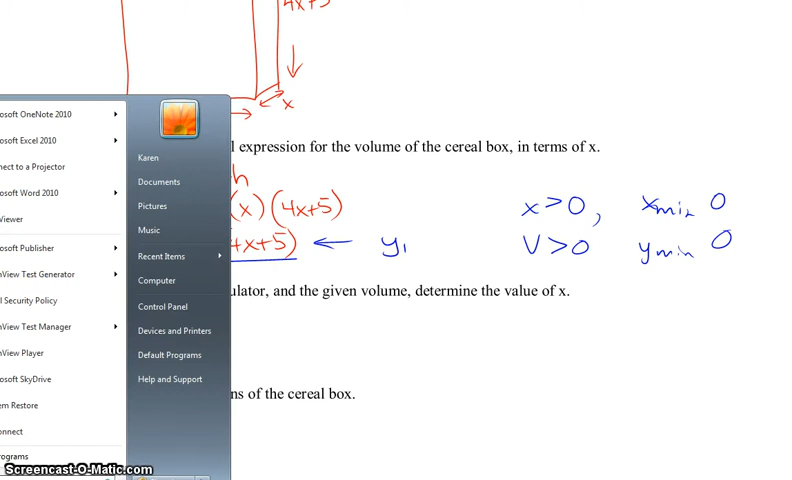 4x+5
x
l expression for the volume of the cereal box, in terms of x.
h
(x)(4x+5)
x>0, xmin 0
4x+5) ← y1
V>0 ymin 0
ulator, and the given volume, determine the value of x.
ns of the cereal box.
osoft OneNote 2010
osoft Excel 2010
nnect to a Projector
osoft Word 2010
Viewer
osoft Publisher
nView Test Generator
l Security Policy
nView Test Manager
nView Player
osoft SkyDrive
em Restore
onnect
rograms
Karen
Documents
Pictures
Music
Recent Items
Computer
Control Panel
Devices and Printers
Default Programs
Help and Support
Screencast-O-Matic.com